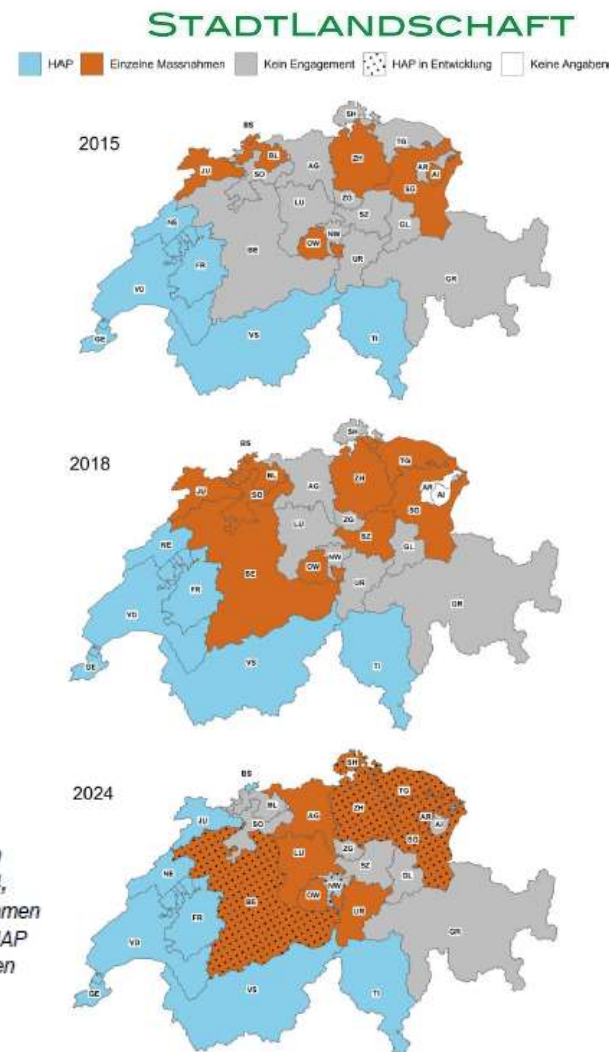 STADTLANDSCHAFT
HAP Einzelne Massnahmen Kein Engagement HAP in Entwicklung Keine Angaben
2015
SH
BS
TG
BL ZH
AG
AR AI
JU SO
SG
LU ZG
SZ
NE
NW GL
OW
BE
UR
FR
GR
VD
VS TI
GE
2018
SH
BS
TG
BL ZH
AG
JU SO
AR AI
SG
LU ZG
SZ
NE
NW GL
OW
BE
UR
FR
GR
VD
VS TI
GE
2024
SH
BS
TG
BL ZH
AG
JU SO
AR AI
SG
LU ZG
SZ
NE
NW GL
OW
BE
UR
FR
GR
VD
VS TI
GE
nmen
en